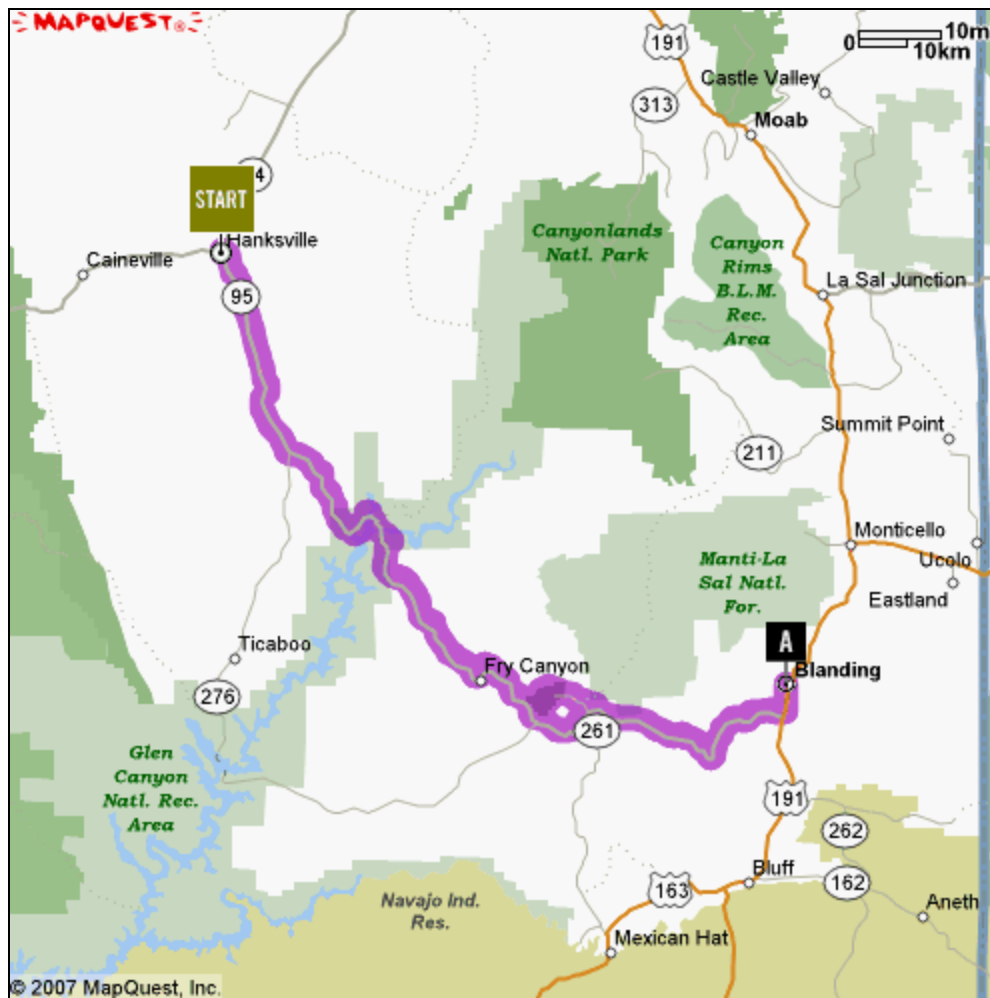 MAPQUEST
10m
0
10km
191
Castle Valley
313
Moab
4
START
Hanksville
Caineville
95
Canyonlands
Natl. Park
Canyon
Rims
B.L.M.
Rec.
Area
La Sal Junction
Summit Point
211
Monticello
Ucolo
Manti-La
Sal Natl.
For.
Eastland
A
Ticaboo
Fry Canyon
Blanding
276
261
Glen
Canyon
Natl. Rec.
Area
191
262
Bluff
163
162
Navajo Ind.
Res.
Aneth
Mexican Hat
© 2007 MapQuest, Inc.